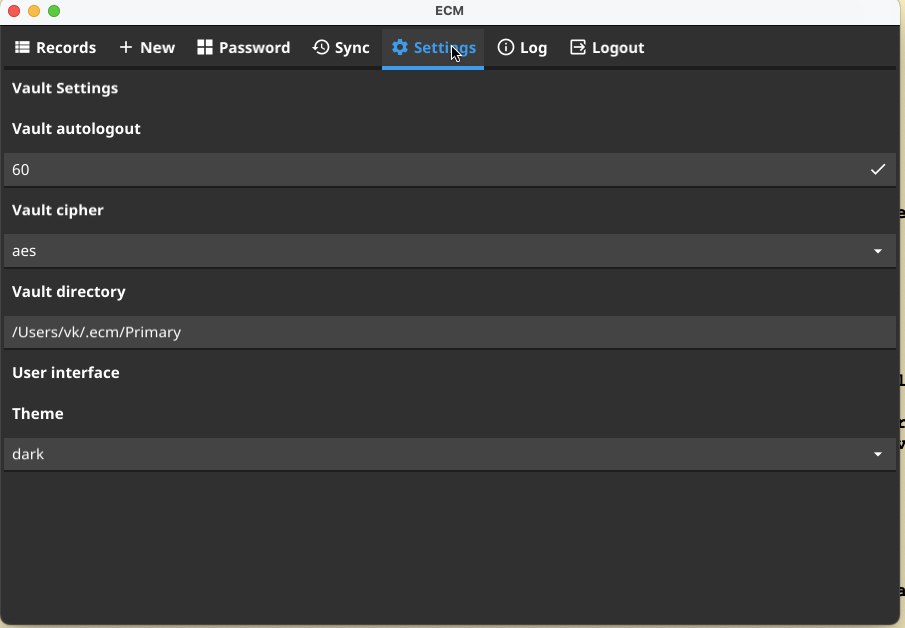 ECM
Records New Password Sync Settings Log Logout
Vault Settings
Vault autologout
60
Vault cipher
aes
Vault directory
/Users/vk/.ecm/Primary
User interface
Theme
dark